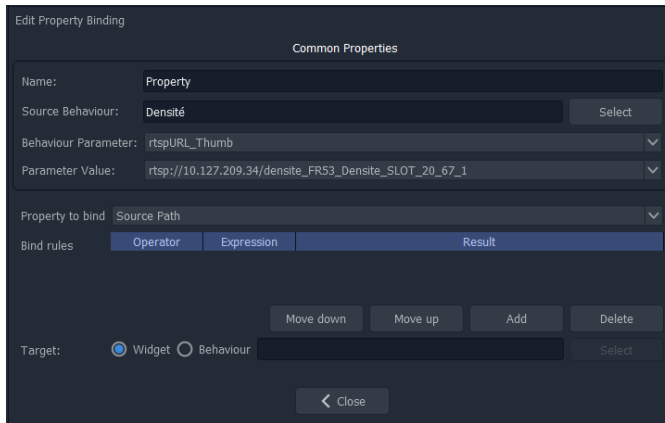 Edit Property Binding
Common Properties
Name: Property
Source Behaviour: Densité Select
Behaviour Parameter: rtspURL_Thumb
Parameter Value: rtsp://10.127.209.34/densite_FR53_Densite_SLOT_20_67_1
Property to bind Source Path
Bind rules Operator Expression Result
Move down Move up Add Delete
Target: Widget Behaviour Select
Close